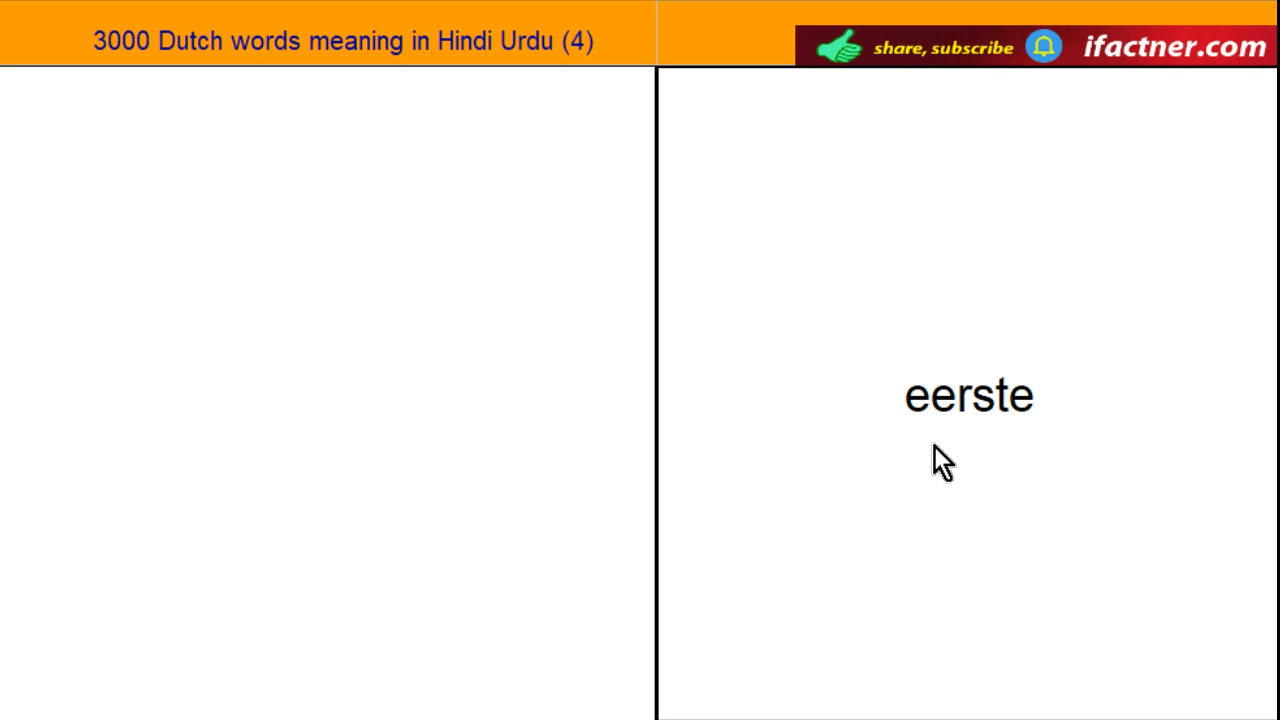 3000 Dutch words meaning in Hindi Urdu (4)
share, subscribe
ifactner.com
eerste